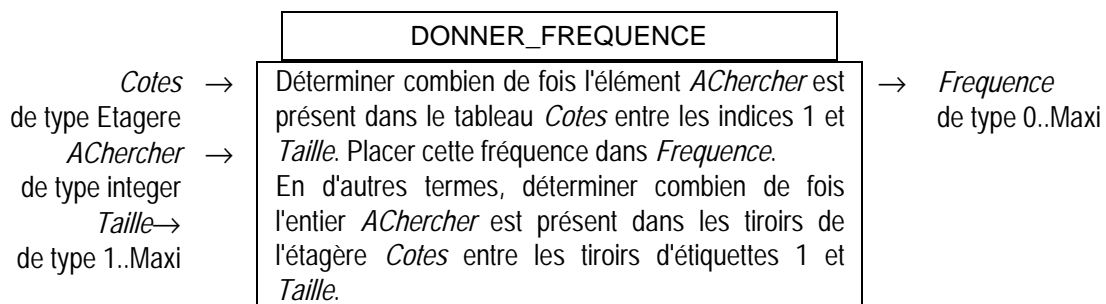 DONNER_FREQUENCE
Cotes →
de type Etagere
AChercher →
de type integer
Taille→
de type 1..Maxi
Déterminer combien de fois l'élément AChercher est
présent dans le tableau Cotes entre les indices 1 et
Taille. Placer cette fréquence dans Frequence.
En d'autres termes, déterminer combien de fois
l'entier AChercher est présent dans les tiroirs de
l'étagère Cotes entre les tiroirs d'étiquettes 1 et
Taille.
→ Frequence
de type 0..Maxi